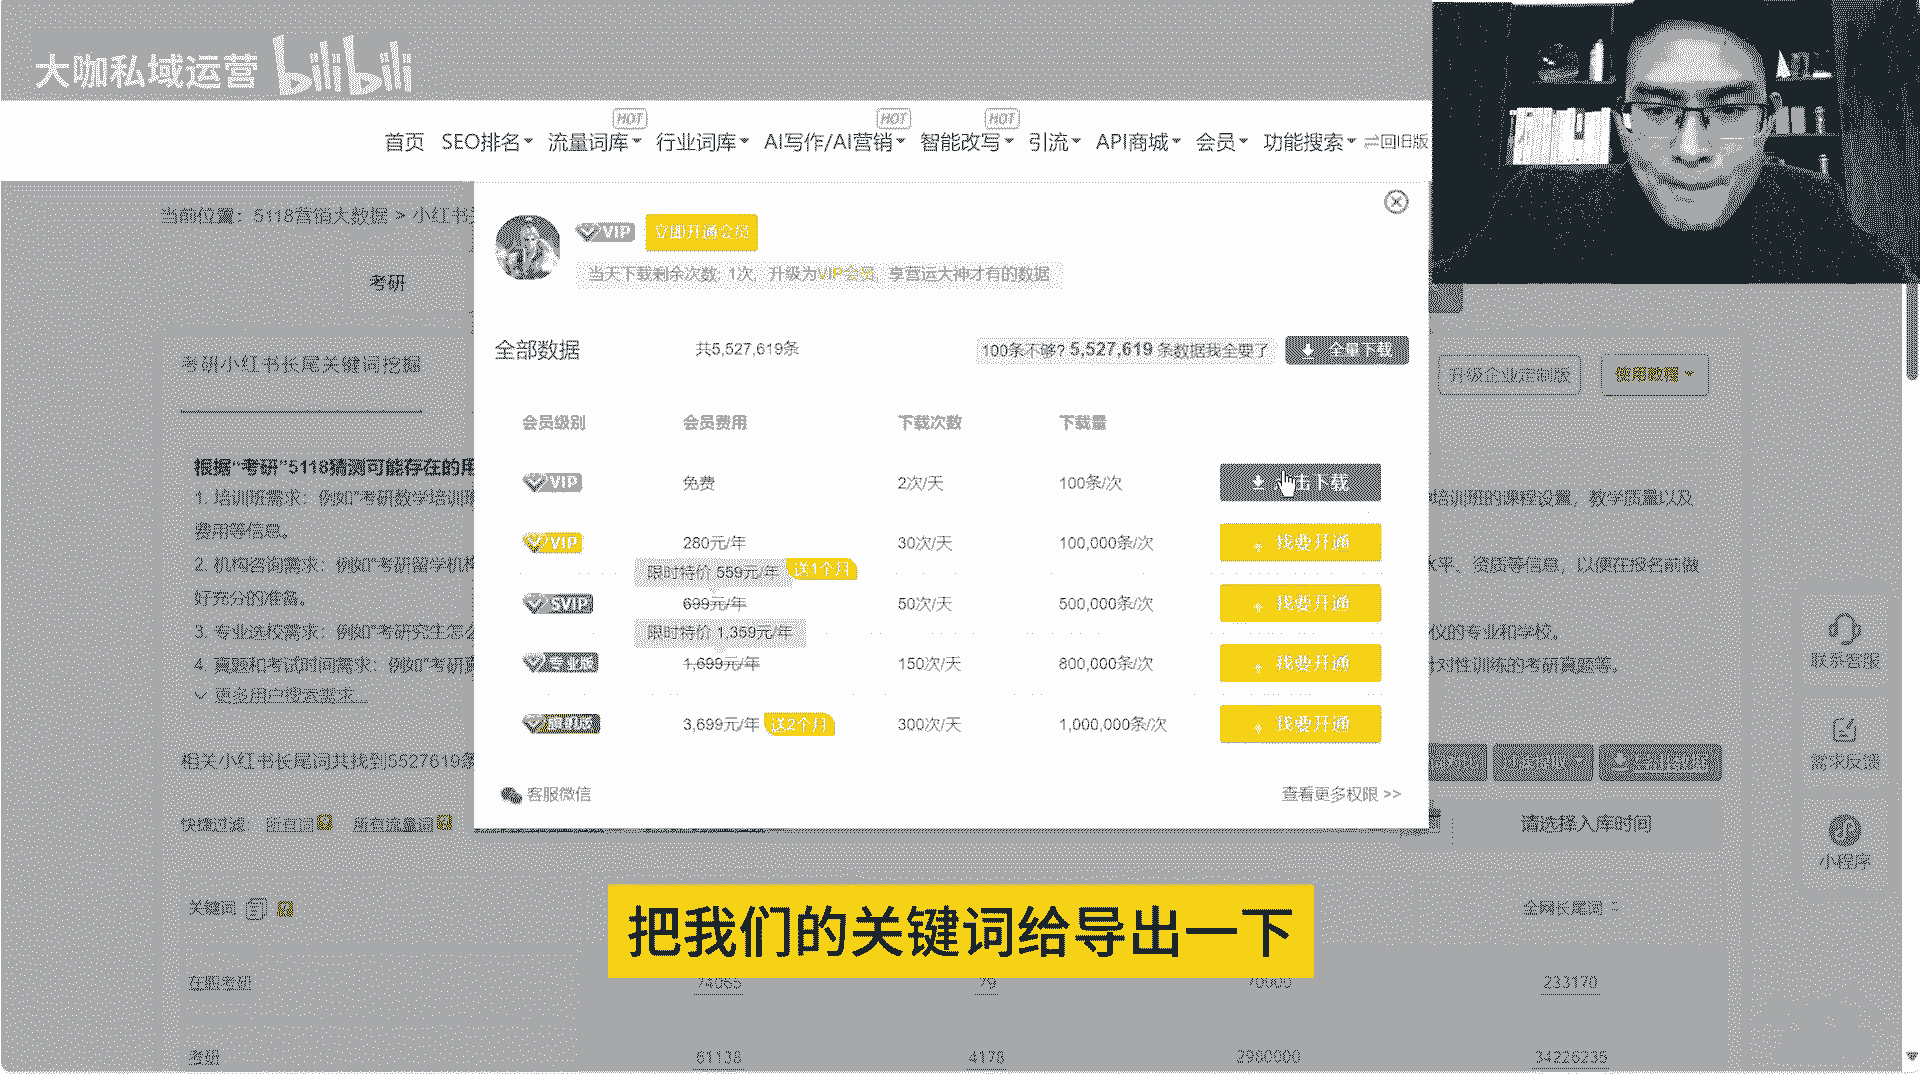 大咖私域运营 bilibili
HOT HOT HOT
首页 SEO排名 流量词库 行业词库 AI写作/AI营销 智能改写 引流 API商城 会员 功能搜索 回旧版
当前位置：5118营销大数据 > 小红书
VIP 立即开通会员
当天下载剩余次数: 1次，升级为VIP会员，享营运大神才有的数据
考研
全部数据 共5,527,619条 100条不够? 5,527,619 条数据我全要了 全量下载
考研小红书长尾关键词挖掘 升级企业定制版 使用教程
会员级别 会员费用 下载次数 下载量
根据"考研"5118猜测可能存在的用
VIP 免费 2次/天 100条/次 击下载
1. 培训班需求：例如"考研数学培训班 培训班的课程设置，教学质量以及
费用等信息。
VIP 280元/年 30次/天 100,000条/次 我要开通
2. 机构咨询需求：例如"考研留学机构 水平、资质等信息，以便在报名前做
限时特价 559元/年 送1个月
好充分的准备。
SVIP 699元/年 50次/天 500,000条/次 我要开通
3. 专业选校需求：例如"考研究生怎么 仪的专业和学校。
限时特价 1,359元/年
4. 真题和考试时间需求：例如"考研真 对性训练的考研真题等。
专业版 1,699元/年 150次/天 800,000条/次 我要开通
更多用户搜索需求...
旗舰版 3,699元/年 送2个月 300次/天 1,000,000条/次 我要开通
联系客服
相关小红书长尾词共找到5527619条 导出数据
需求反馈
客服微信 查看更多权限 >>
快捷过滤: 所有词 所有流量词 请选择入库时间
小程序
关键词 全网长尾词
把我们的关键词给导出一下
在职考研 74065 79 70000 233170
考研 61138 4178 2980000 34226235